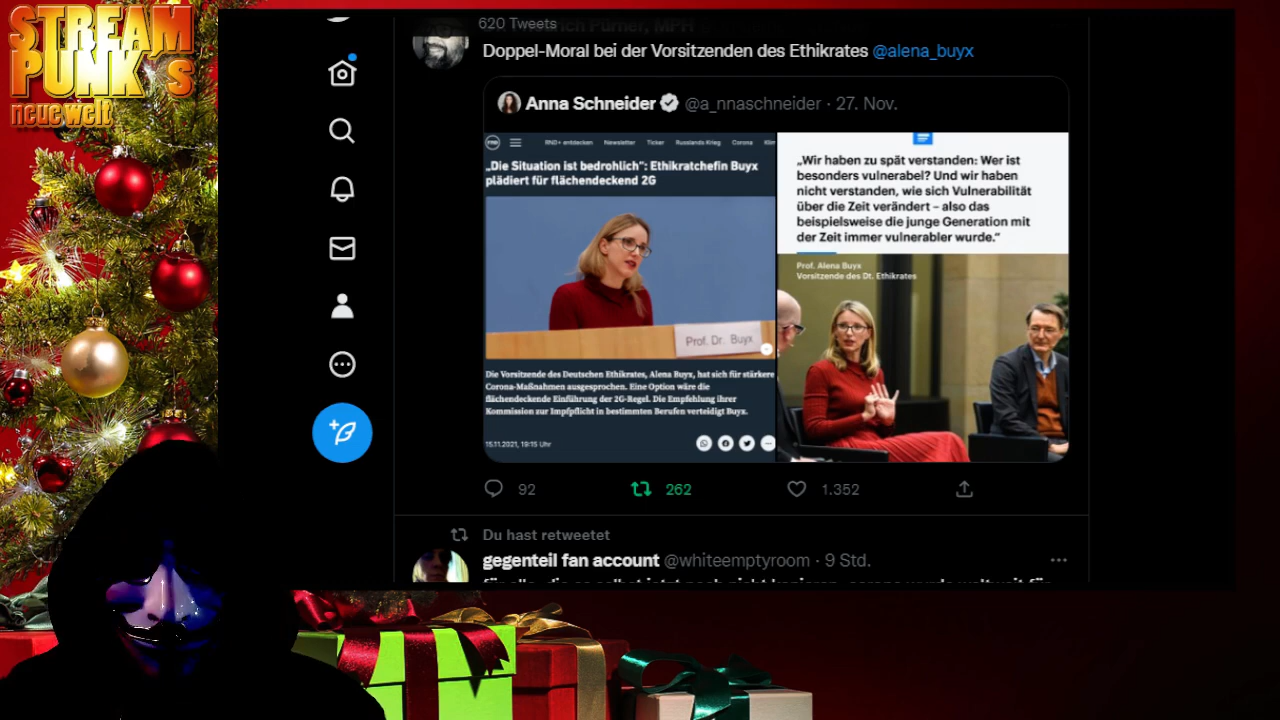 STREAM
PUNK´s
neue welt
620 Tweets
Doppel-Moral bei der Vorsitzenden des Ethikrates @alena_buyx
Anna Schneider @a_nnaschneider · 27. Nov.
RND+ entdecken Newsletter Ticker Russlands Krieg Corona
„Die Situation ist bedrohlich“: Ethikratchefin Buyx
plädiert für flächendeckend 2G
Prof. Dr. Buyx
Die Vorsitzende des Deutschen Ethikrates, Alena Buyx, hat sich für stärkere
Corona-Maßnahmen ausgesprochen. Eine Option wäre die
flächendeckende Einführung der 2G-Regel. Die Empfehlung ihrer
Kommission zur Impfpflicht in bestimmten Berufen verteidigt Buyx.
15.11.2021, 19:15 Uhr
„Wir haben zu spät verstanden: Wer ist
besonders vulnerabel? Und wir haben
nicht verstanden, wie sich Vulnerabilität
über die Zeit verändert – also das
beispielsweise die junge Generation mit
der Zeit immer vulnerabler wurde.“
Prof. Alena Buyx
Vorsitzende des Dt. Ethikrates
92 262 1.352
Du hast retweetet
gegenteil fan account @whiteemptyroom · 9 Std.